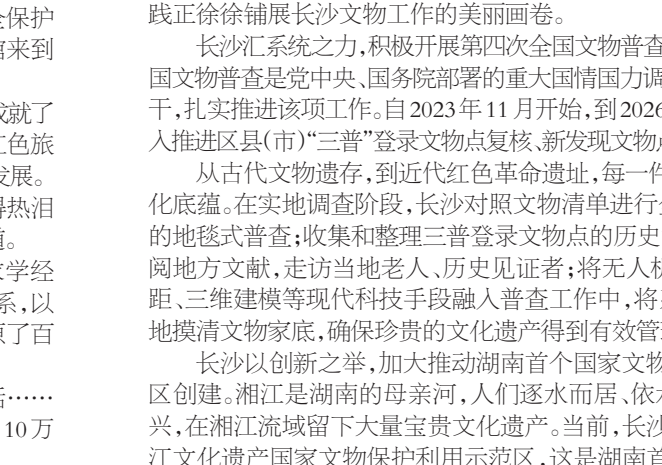 全保护
馆来到
成就了
红色旅
发展。
得热泪
道。
求学经
系,以
原了百
……
10万
践正徐徐铺展长沙文物工作的美丽画卷。
长沙汇系统之力,积极开展第四次全国文物普查
国文物普查是党中央、国务院部署的重大国情国力调
干,扎实推进该项工作。自2023年11月开始,到2026
入推进区县(市)“三普”登录文物点复核、新发现文物点
从古代文物遗存,到近代红色革命遗址,每一件
化底蕴。在实地调查阶段,长沙对照文物清单进行
的地毯式普查;收集和整理三普登录文物点的历史
阅地方文献,走访当地老人、历史见证者;将无人机
距、三维建模等现代科技手段融入普查工作中,将
地摸清文物家底,确保珍贵的文化遗产得到有效管理
长沙以创新之举,加大推动湖南首个国家文物
区创建。湘江是湖南的母亲河,人们逐水而居、依水
兴,在湘江流域留下大量宝贵文化遗产。当前,长沙
江文化遗产国家文物保护利用示范区,这是湖南首